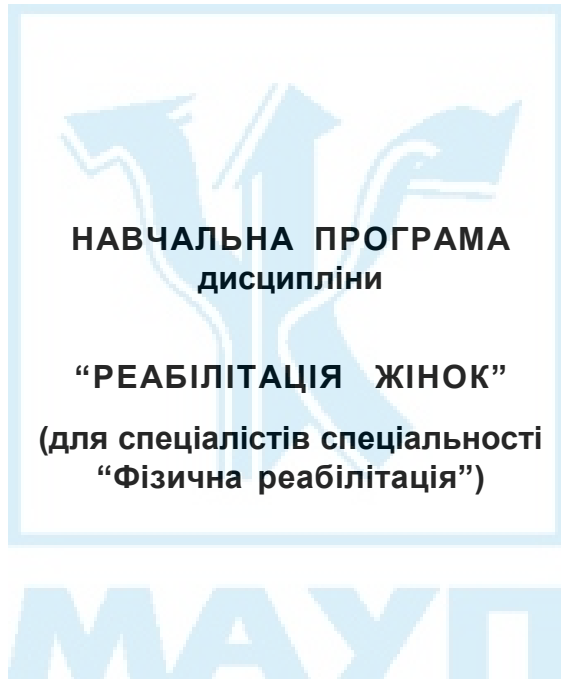 НАВЧАЛЬНА ПРОГРАМА
дисципліни
“РЕАБІЛІТАЦІЯ ЖІНОК”
(для спеціалістів спеціальності
“Фізична реабілітація”)
МАУП